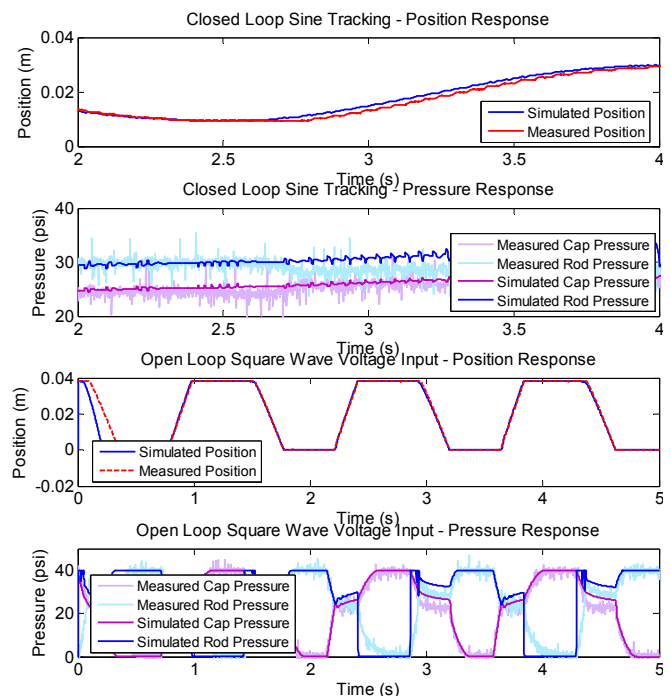 Closed Loop Sine Tracking - Position Response
Position (m)
0.04
0.02
0
Simulated Position
Measured Position
2 2.5 3 3.5 4
Time (s)
Closed Loop Sine Tracking - Pressure Response
Pressure (psi)
40
30
20
Measured Cap Pressure
Measured Rod Pressure
Simulated Cap Pressure
Simulated Rod Pressure
2 2.5 3 3.5 4
Time (s)
Open Loop Square Wave Voltage Input - Position Response
Position (m)
0.04
0.02
0
-0.02
Simulated Position
Measured Position
0 1 2 3 4 5
Time (s)
Open Loop Square Wave Voltage Input - Pressure Response
Pressure (psi)
40
20
0
Measured Cap Pressure
Measured Rod Pressure
Simulated Cap Pressure
Simulated Rod Pressure
0 1 2 3 4 5
Time (s)